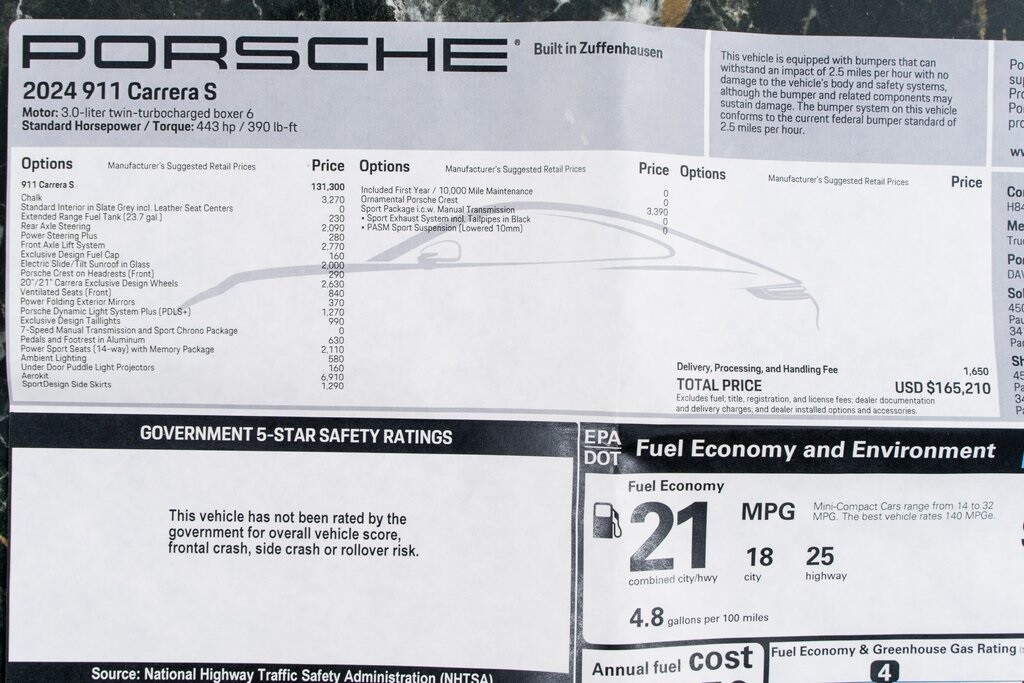 PORSCHE® Built in Zuffenhausen
2024 911 Carrera S
Motor: 3.0-liter twin-turbocharged boxer 6
Standard Horsepower / Torque: 443 hp / 390 lb-ft
This vehicle is equipped with bumpers that can
withstand an impact of 2.5 miles per hour with no
damage to the vehicle's body and safety systems,
although the bumper and related components may
sustain damage. The bumper system on this vehicle
conforms to the current federal bumper standard of
2.5 miles per hour.
Options Manufacturer's Suggested Retail Prices Price
911 Carrera S 131,300
Chalk 3,270
Standard Interior in Slate Grey incl. Leather Seat Centers 0
Extended Range Fuel Tank (23.7 gal.) 230
Rear Axle Steering 2,090
Power Steering Plus 280
Front Axle Lift System 2,770
Exclusive Design Fuel Cap 160
Electric Slide/Tilt Sunroof in Glass 2,000
Porsche Crest on Headrests (Front) 290
20"/21" Carrera Exclusive Design Wheels 2,630
Ventilated Seats (Front) 840
Power Folding Exterior Mirrors 370
Porsche Dynamic Light System Plus (PDLS+) 1,270
Exclusive Design Taillights 990
7-Speed Manual Transmission and Sport Chrono Package 0
Pedals and Footrest in Aluminum 630
Power Sport Seats (14-way) with Memory Package 2,110
Ambient Lighting 580
Under Door Puddle Light Projectors 160
Aerokit 6,910
SportDesign Side Skirts 1,290
Options Manufacturer's Suggested Retail Prices Price
Included First Year / 10,000 Mile Maintenance 0
Ornamental Porsche Crest 0
Sport Package i.c.w. Manual Transmission 3,390
• Sport Exhaust System incl. Tailpipes in Black 0
• PASM Sport Suspension (Lowered 10mm) 0
Options Manufacturer's Suggested Retail Prices Price
Delivery, Processing, and Handling Fee 1,650
TOTAL PRICE USD $165,210
Excludes fuel; title, registration, and license fees; dealer documentation
and delivery charges; and dealer installed options and accessories.
GOVERNMENT 5-STAR SAFETY RATINGS
This vehicle has not been rated by the
government for overall vehicle score,
frontal crash, side crash or rollover risk.
Source: National Highway Traffic Safety Administration (NHTSA)
EPA
DOT
Fuel Economy and Environment
Fuel Economy
21 MPG
combined city/hwy
18
city
25
highway
Mini-Compact Cars range from 14 to 32
MPG. The best vehicle rates 140 MPGe.
4.8 gallons per 100 miles
Annual fuel cost
Fuel Economy & Greenhouse Gas Rating
4